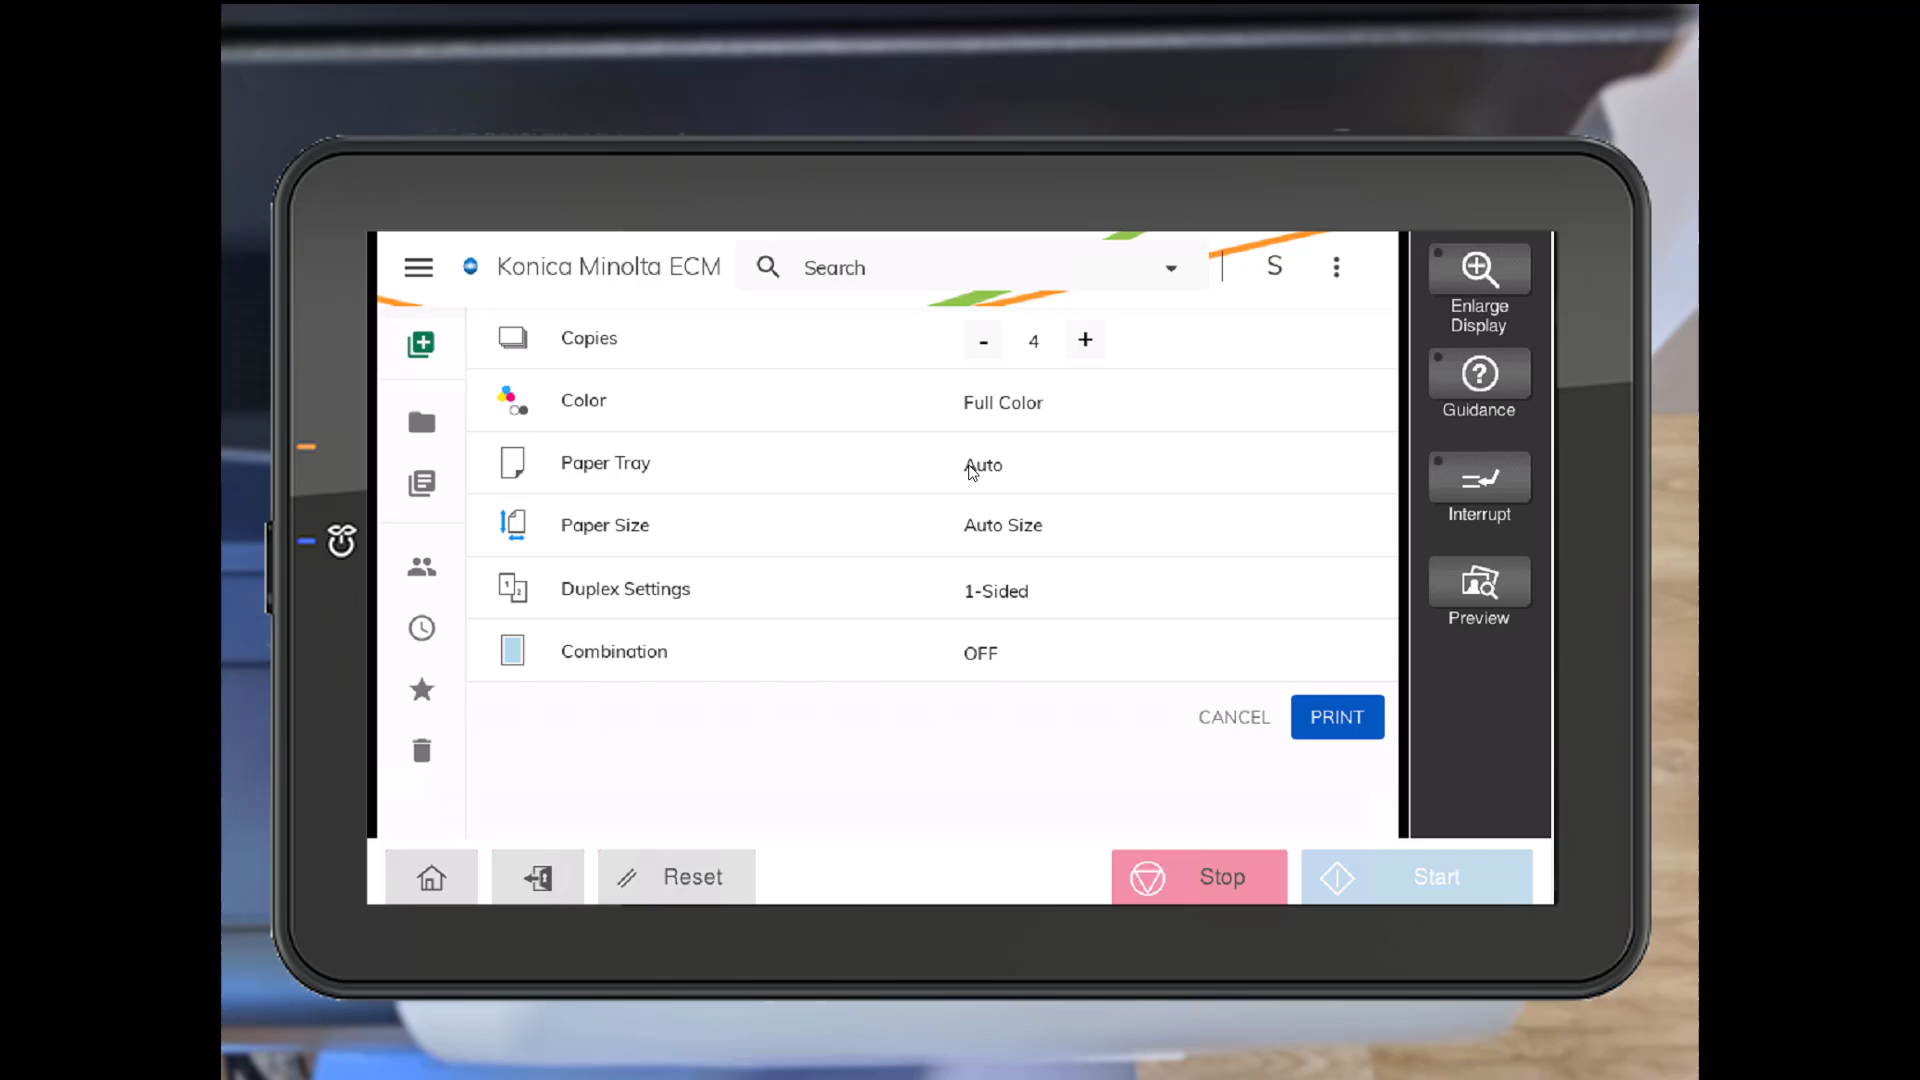 Konica Minolta ECM
Search
S
Copies
- 4 +
Color
Full Color
Paper Tray
Auto
Paper Size
Auto Size
Duplex Settings
1-Sided
Combination
OFF
CANCEL
PRINT
Enlarge
Display
Guidance
Interrupt
Preview
Reset
Stop
Start